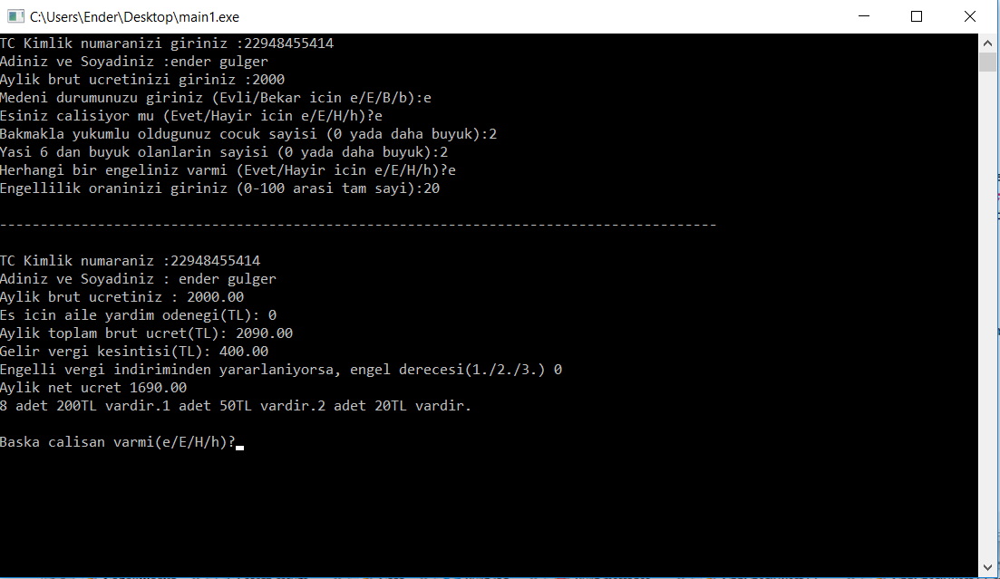 C:\Users\Ender\Desktop\main1.exe
TC Kimlik numaranizi giriniz :22948455414
Adiniz ve Soyadiniz :ender gulger
Aylik brut ucretinizi giriniz :2000
Medeni durumunuzu giriniz (Evli/Bekar icin e/E/B/b):e
Esiniz calisiyor mu (Evet/Hayir icin e/E/H/h)?e
Bakmakla yukumlu oldugunuz cocuk sayisi (0 yada daha buyuk):2
Yasi 6 dan buyuk olanlarin sayisi (0 yada daha buyuk):2
Herhangi bir engeliniz varmi (Evet/Hayir icin e/E/H/h)?e
Engellilik oraninizi giriniz (0-100 arasi tam sayi):20
----------------------------------------------------------------------------------------
TC Kimlik numaraniz :22948455414
Adiniz ve Soyadiniz : ender gulger
Aylik brut ucretiniz : 2000.00
Es icin aile yardim odenegi(TL): 0
Aylik toplam brut ucret(TL): 2090.00
Gelir vergi kesintisi(TL): 400.00
Engelli vergi indiriminden yararlaniyorsa, engel derecesi(1./2./3.) 0
Aylik net ucret 1690.00
8 adet 200TL vardir.1 adet 50TL vardir.2 adet 20TL vardir.
Baska calisan varmi(e/E/H/h)?